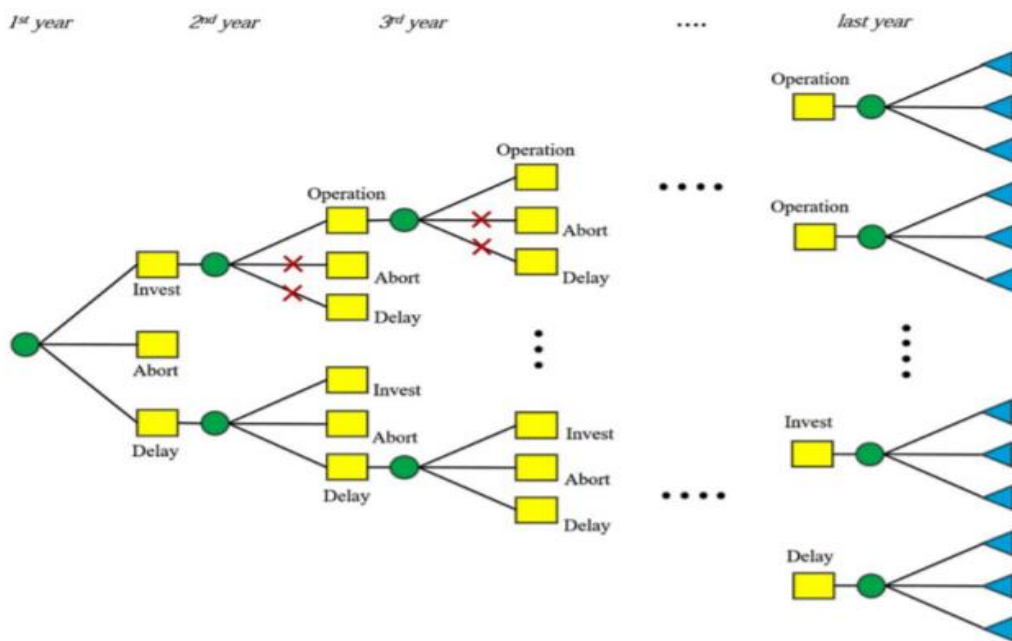 1st year 2nd year 3rd year .... last year
Operation
Operation
Operation
Operation
Invest
Abort
Delay
Abort
Delay
Abort
Delay
Invest
Abort
Delay
Invest
Abort
Delay
Invest
Delay